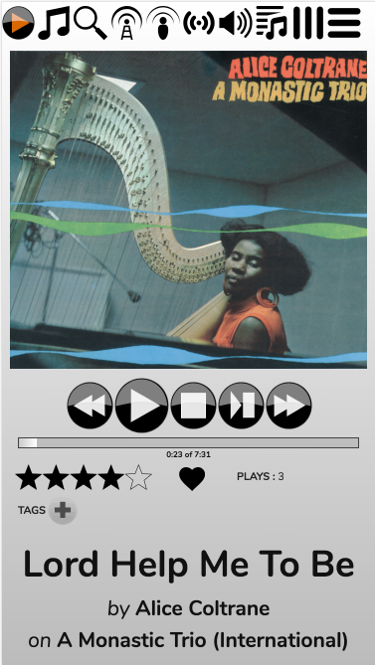 ALICE COLTRANE
A MONASTIC TRIO
0:23 of 7:31
PLAYS : 3
TAGS
Lord Help Me To Be
by Alice Coltrane
on A Monastic Trio (International)